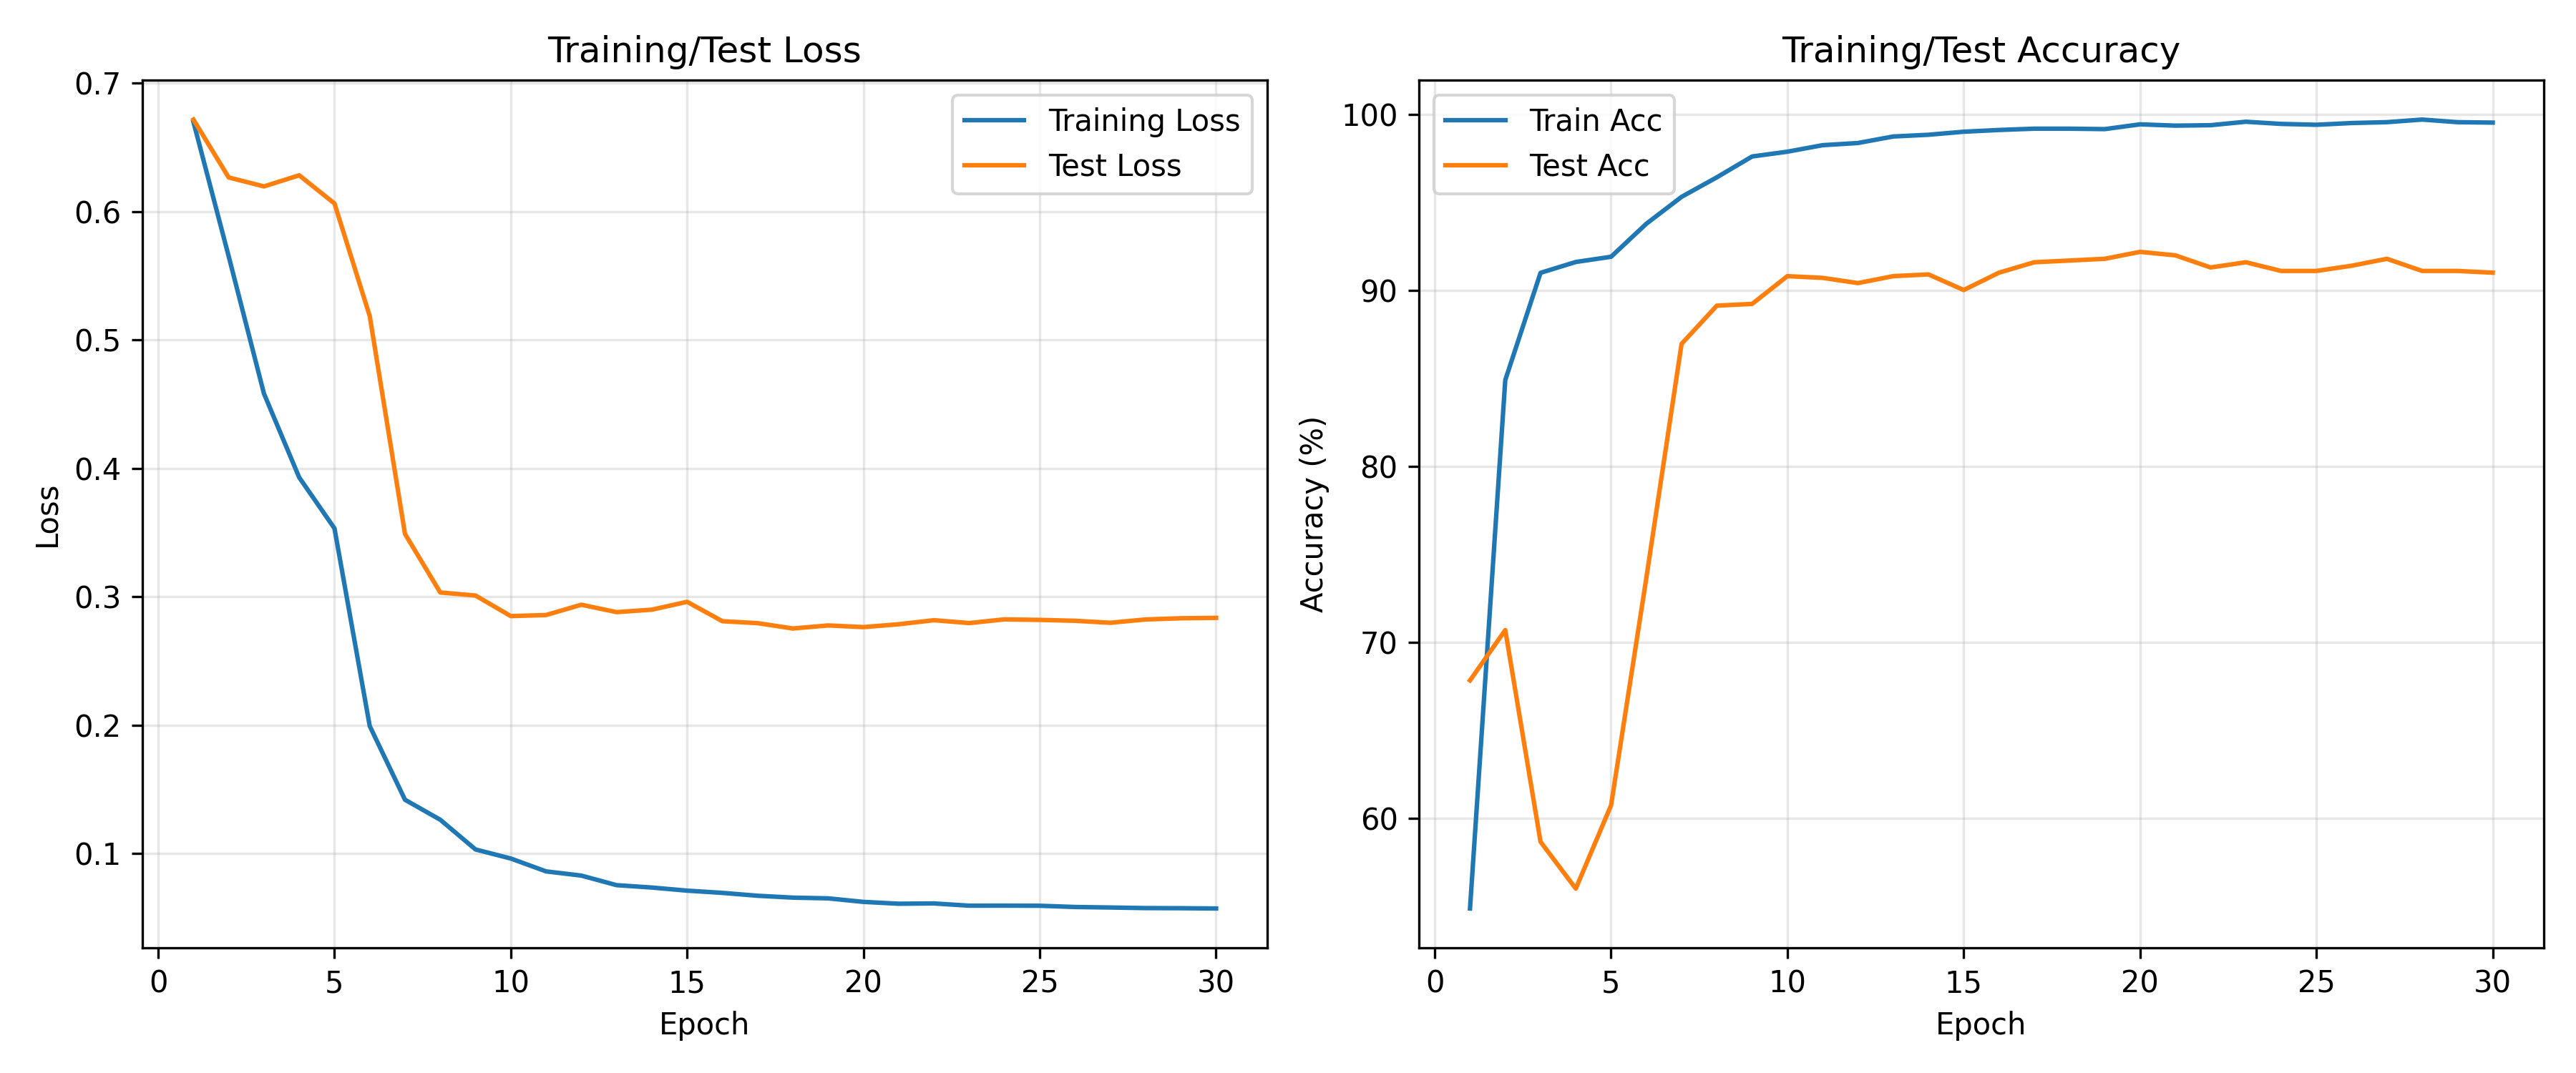 Training/Test Loss
Training Loss
Test Loss
0.7
0.6
0.5
0.4
0.3
0.2
0.1
Loss
0 5 10 15 20 25 30
Epoch
Training/Test Accuracy
Train Acc
Test Acc
100
90
80
70
60
Accuracy (%)
0 5 10 15 20 25 30
Epoch